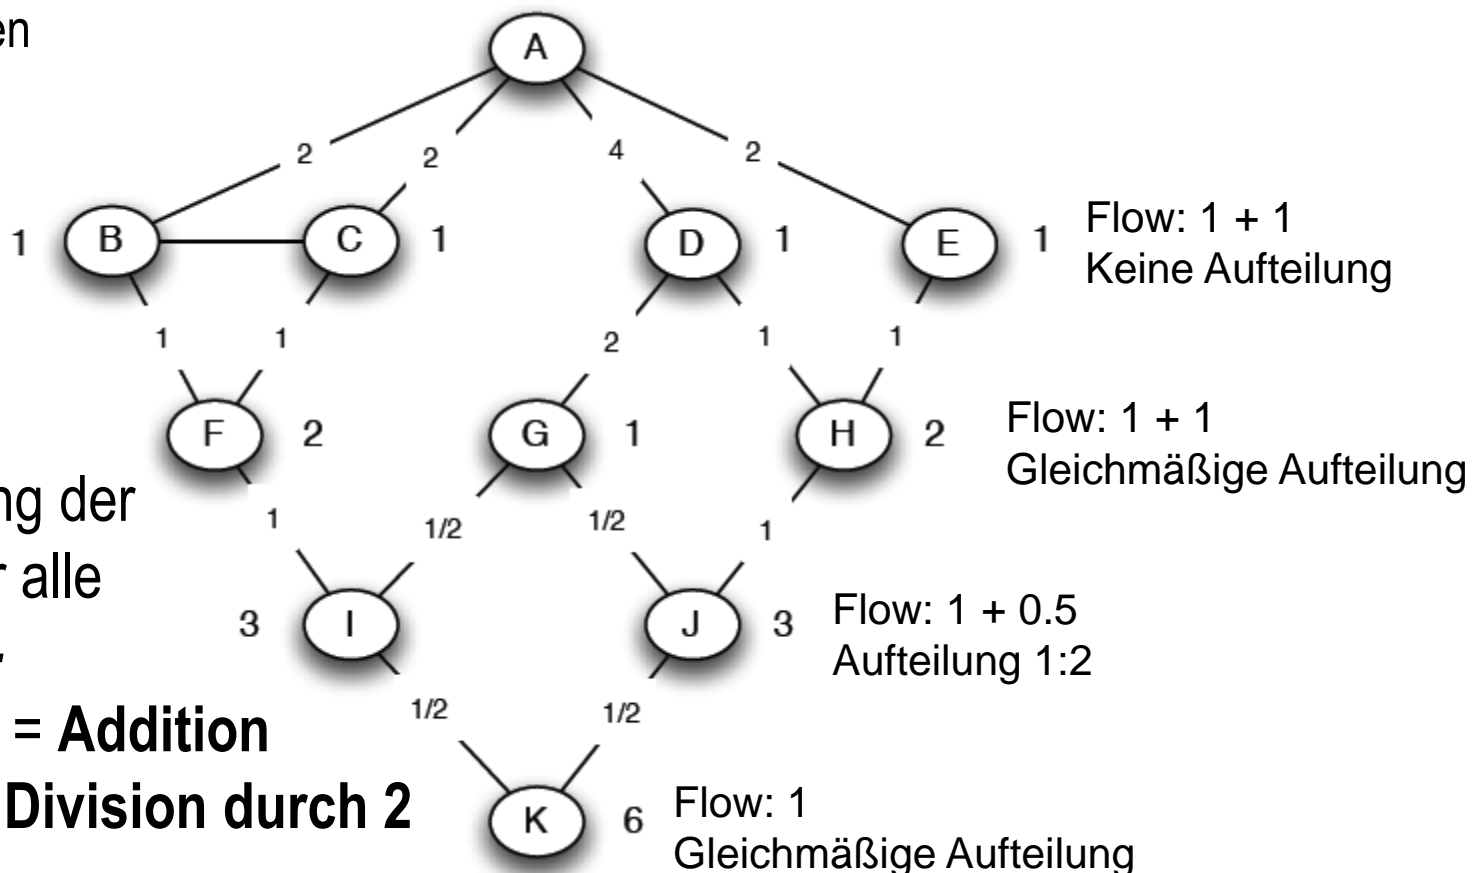 en
A
2 2 4 2
1 B C 1 D 1 E 1
Flow: 1 + 1
Keine Aufteilung
1 1 2 1 1
F 2 G 1 H 2
Flow: 1 + 1
Gleichmäßige Aufteilung
ng der
1 1/2 1/2 1
r alle
3 I J 3
Flow: 1 + 0.5
Aufteilung 1:2
r
1/2 1/2
= Addition
Division durch 2
K 6
Flow: 1
Gleichmäßige Aufteilung